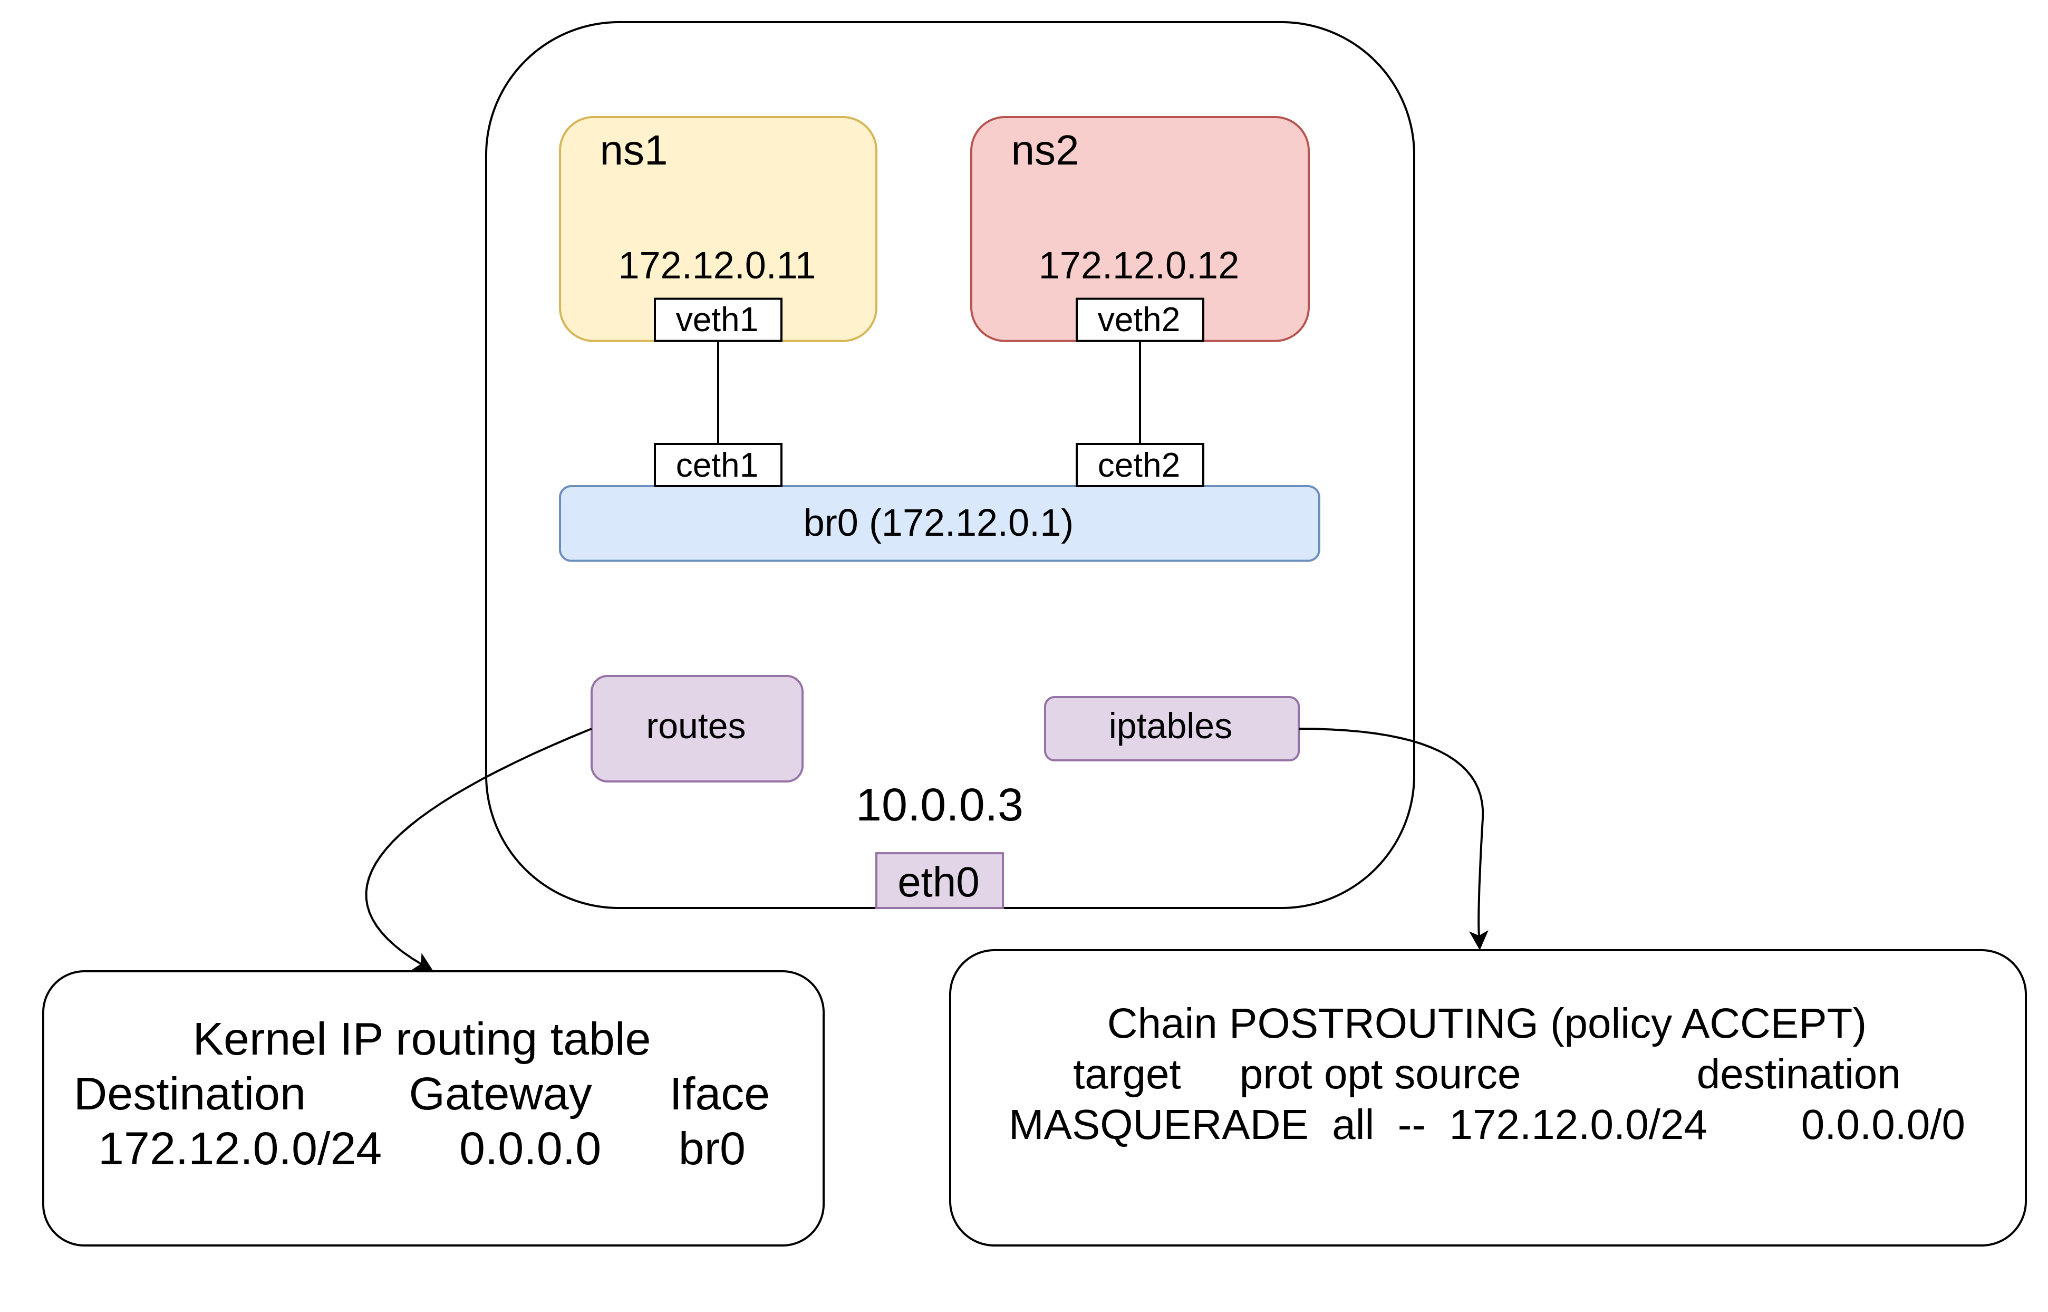 ns1
ns2
172.12.0.11
172.12.0.12
veth1
veth2
ceth1
ceth2
br0 (172.12.0.1)
routes
iptables
10.0.0.3
eth0
Kernel IP routing table
Destination Gateway Iface
172.12.0.0/24 0.0.0.0 br0
Chain POSTROUTING (policy ACCEPT)
target prot opt source destination
MASQUERADE all -- 172.12.0.0/24 0.0.0.0/0